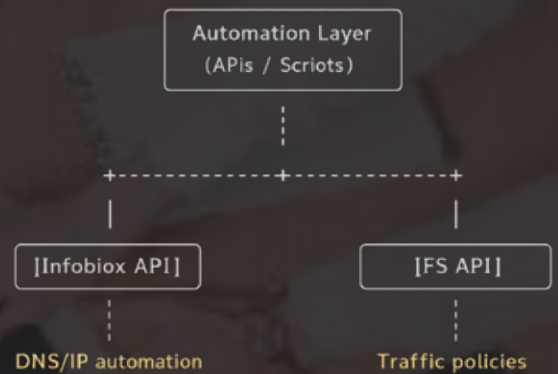 Automation Layer
(APis / Scriots)
]Infobiox API]
]FS API]
DNS/IP automation
Traffic policies